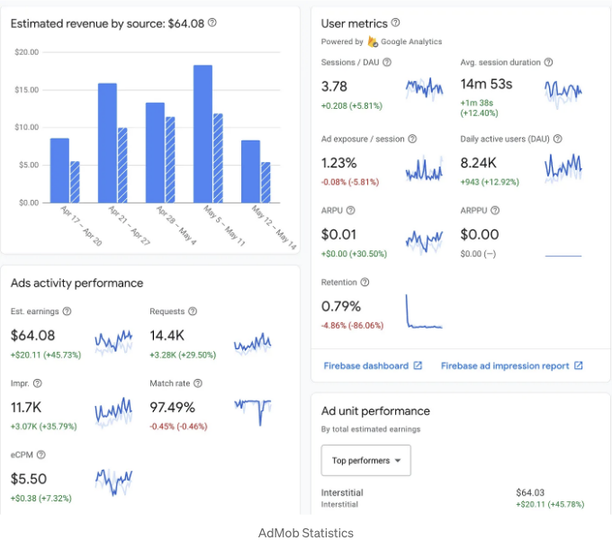 Estimated revenue by source: $64.08
$20.00
$15.00
$10.00
$5.00
$0.00
Apr 17 – Apr 20
Apr 21 – Apr 27
Apr 28 – May 4
May 5 – May 11
May 12 – May 14
Ads activity performance
Est. earnings
$64.08
+$20.11 (+45.73%)
Requests
14.4K
+3.28K (+29.50%)
Impr.
11.7K
+3.07K (+35.79%)
Match rate
97.49%
-0.45% (-0.46%)
eCPM
$5.50
+$0.38 (+7.32%)
User metrics
Powered by Google Analytics
Sessions / DAU
3.78
+0.208 (+5.81%)
Avg. session duration
14m 53s
+1m 38s
(+12.40%)
Ad exposure / session
1.23%
-0.08% (-5.81%)
Daily active users (DAU)
8.24K
+943 (+12.92%)
ARPU
$0.01
+$0.00 (+30.50%)
ARPPU
$0.00
$0.00 (—)
Retention
0.79%
-4.86% (-86.06%)
Firebase dashboard
Firebase ad impression report
Ad unit performance
By total estimated earnings
Top performers
Interstitial
Interstitial
$64.03
+$20.11 (+45.78%)
AdMob Statistics